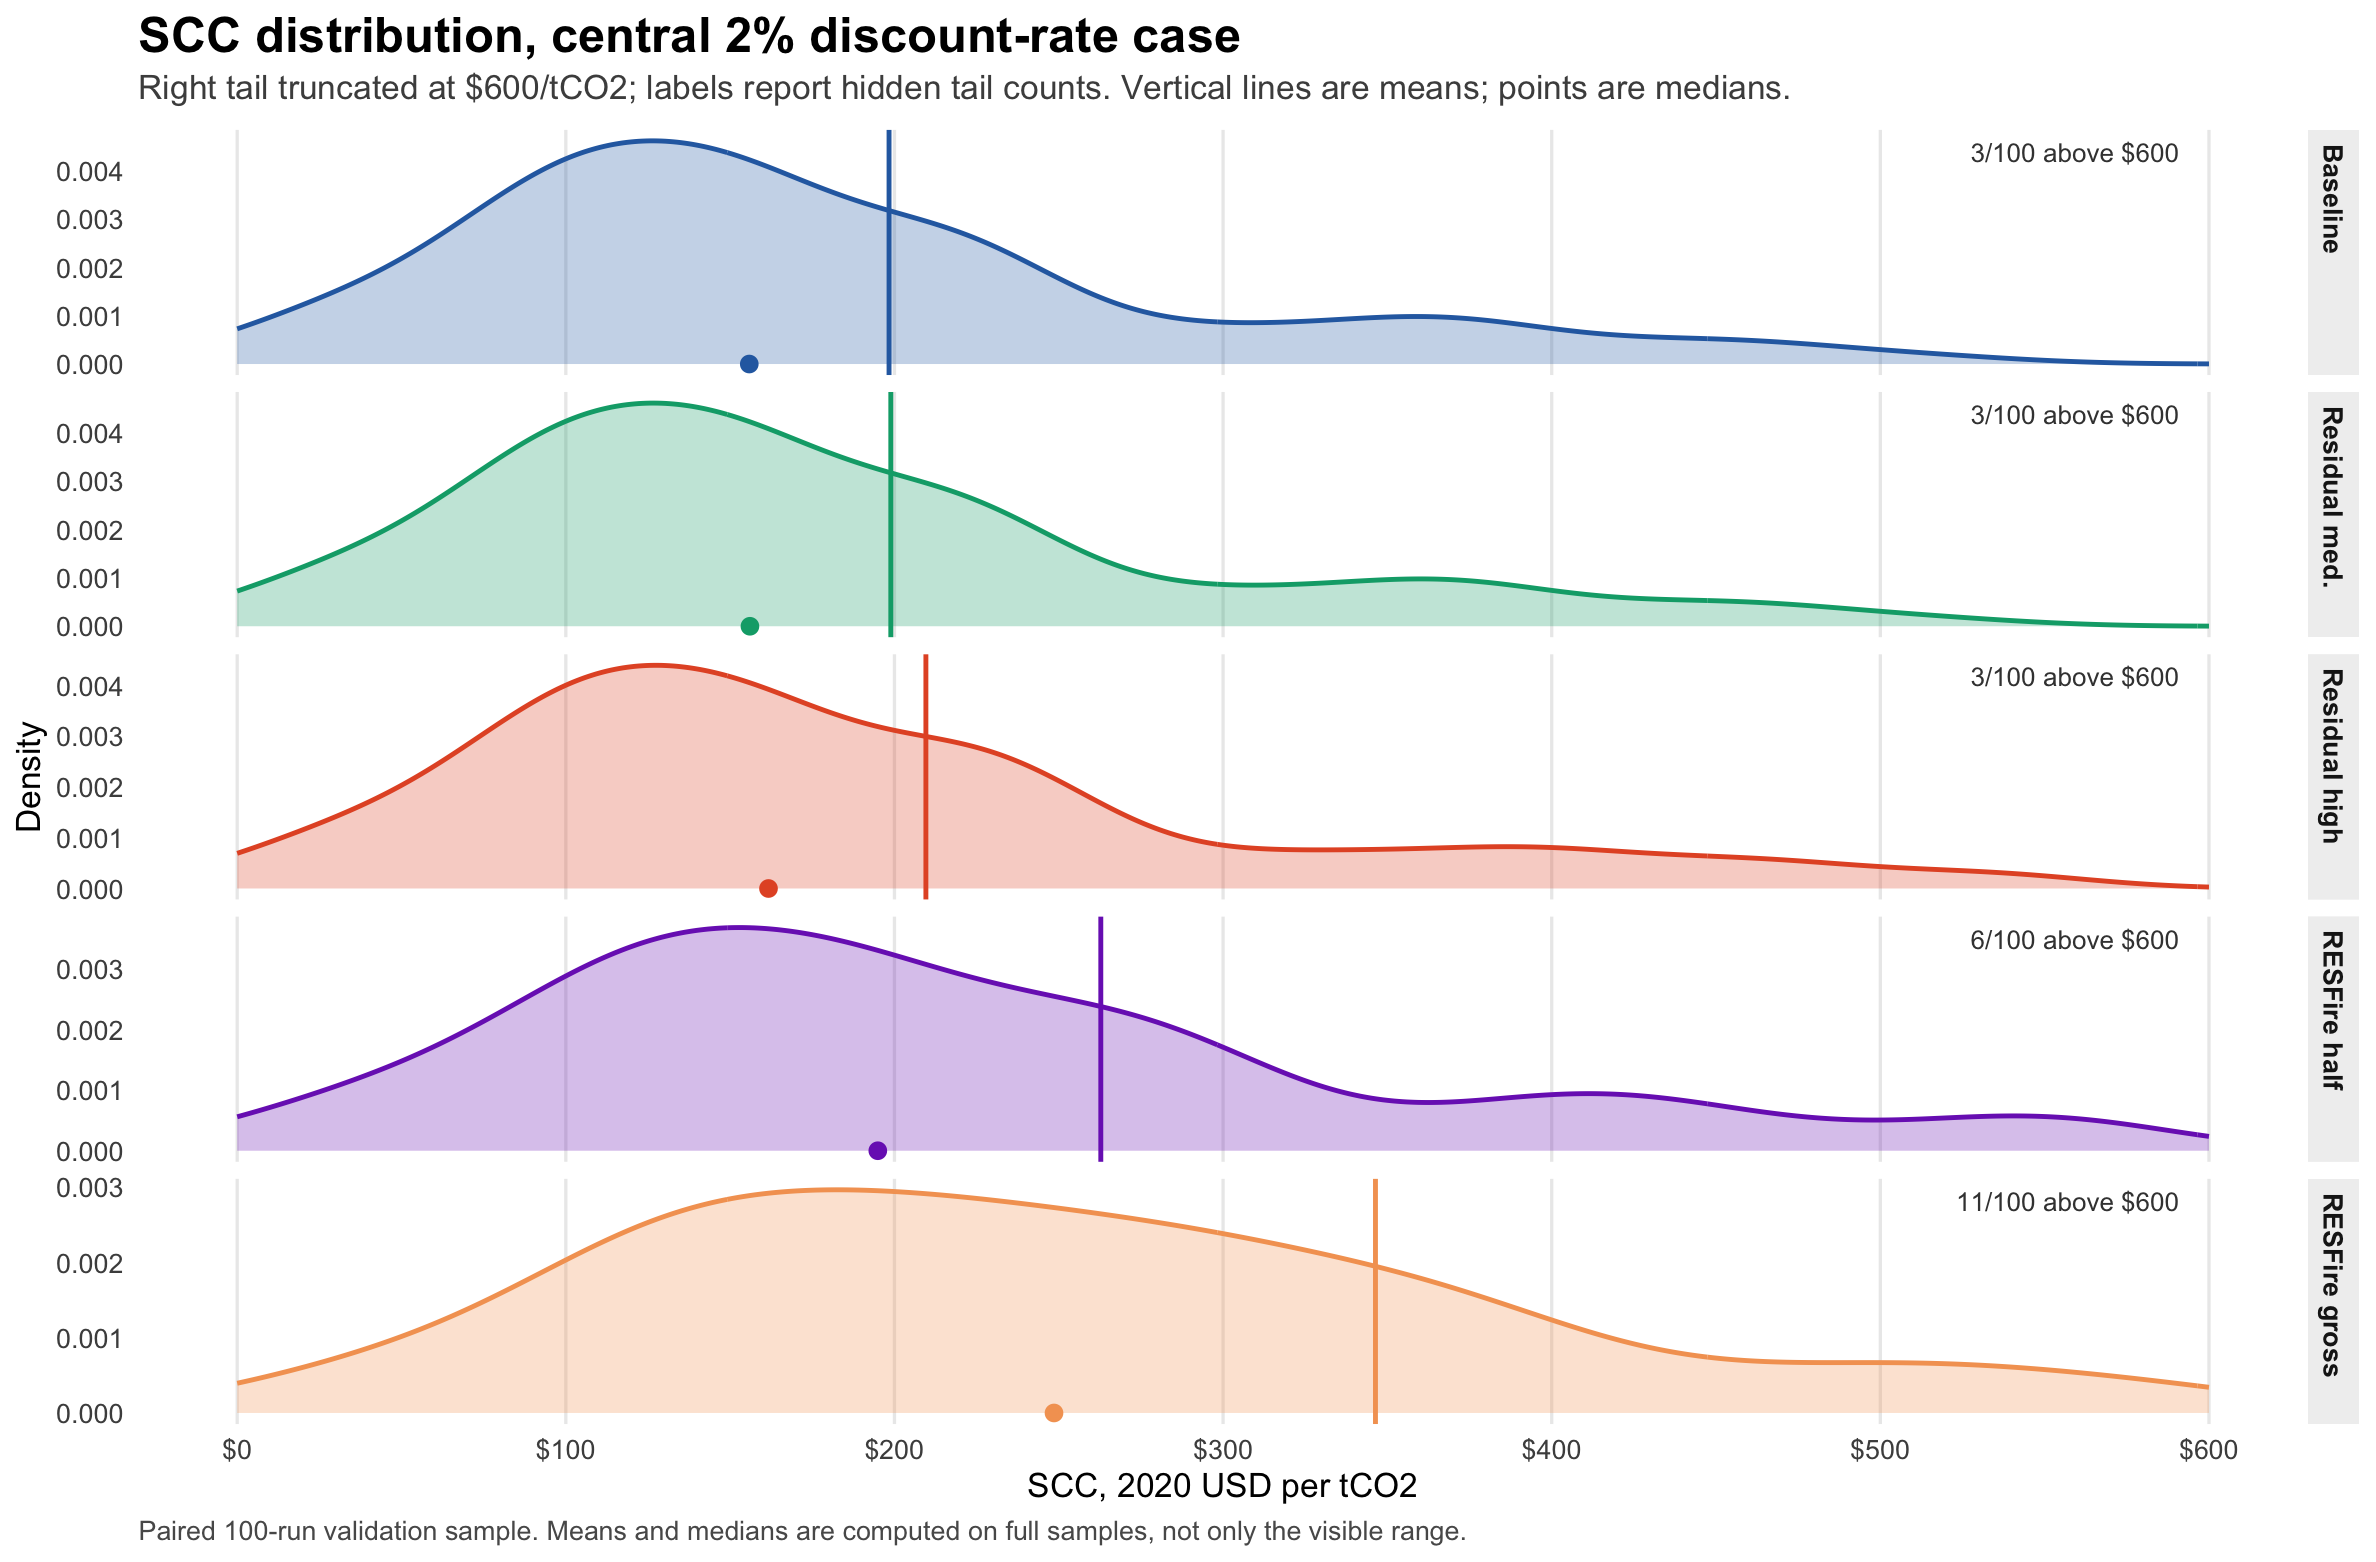 SCC distribution, central 2% discount-rate case
Right tail truncated at $600/tCO2; labels report hidden tail counts. Vertical lines are means; points are medians.
Density
0.004
0.003
0.002
0.001
0.000
3/100 above $600
Baseline
0.004
0.003
0.002
0.001
0.000
3/100 above $600
Residual med.
0.004
0.003
0.002
0.001
0.000
3/100 above $600
Residual high
0.003
0.002
0.001
0.000
6/100 above $600
RESFire half
0.003
0.002
0.001
0.000
11/100 above $600
RESFire gross
$0 $100 $200 $300 $400 $500 $600
SCC, 2020 USD per tCO2
Paired 100-run validation sample. Means and medians are computed on full samples, not only the visible range.